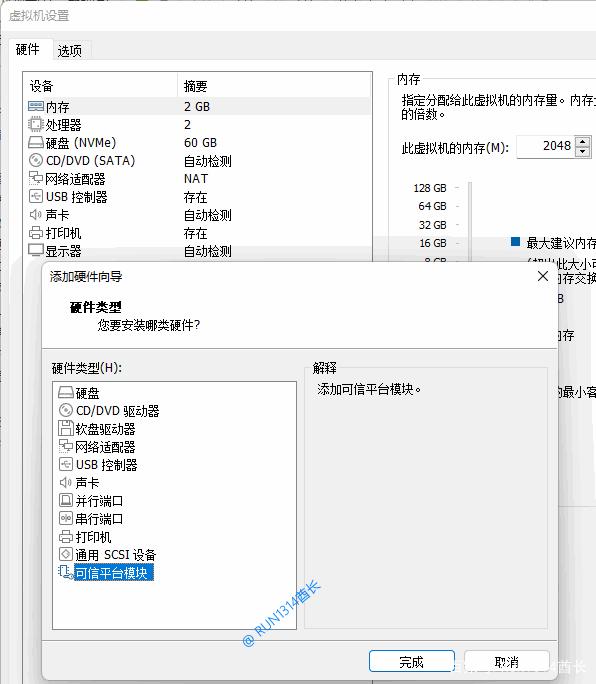 虚拟机设置
硬件 选项
设备 摘要
内存 2 GB
处理器 2
硬盘 (NVMe) 60 GB
CD/DVD (SATA) 自动检测
网络适配器 NAT
USB 控制器 存在
声卡 自动检测
打印机 存在
显示器 自动检测
内存
指定分配给此虚拟机的内存量。内存
的倍数。
此虚拟机的内存(M): 2048
128 GB
64 GB
32 GB
16 GB
8 GB
最大建议内存
出此大小可
内存交换
B
内存
的最小客
添加硬件向导
硬件类型
您要安装哪类硬件?
硬件类型(H):
硬盘
CD/DVD 驱动器
软盘驱动器
网络适配器
USB 控制器
声卡
并行端口
串行端口
打印机
通用 SCSI 设备
可信平台模块
解释
添加可信平台模块。
@ RUN1314酋长
完成 取消